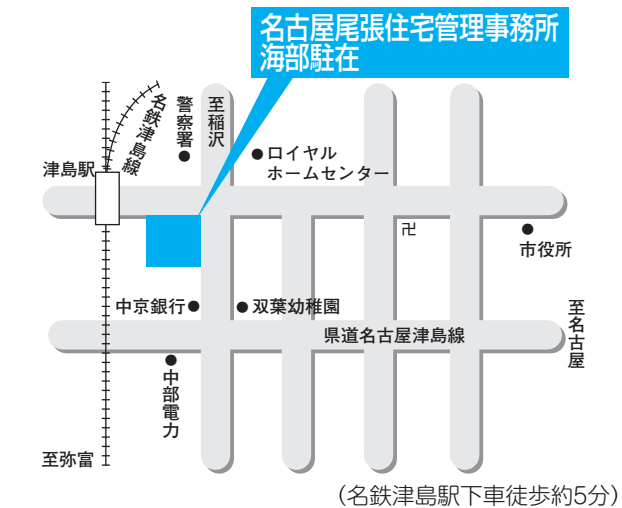 名古屋尾張住宅管理事務所
海部駐在
名鉄津島線
警察署
至稲沢
ロイヤル
ホームセンター
津島駅
卍
市役所
中京銀行
双葉幼稚園
至名古屋
県道名古屋津島線
中部電力
至弥富
（名鉄津島駅下車徒歩約5分）